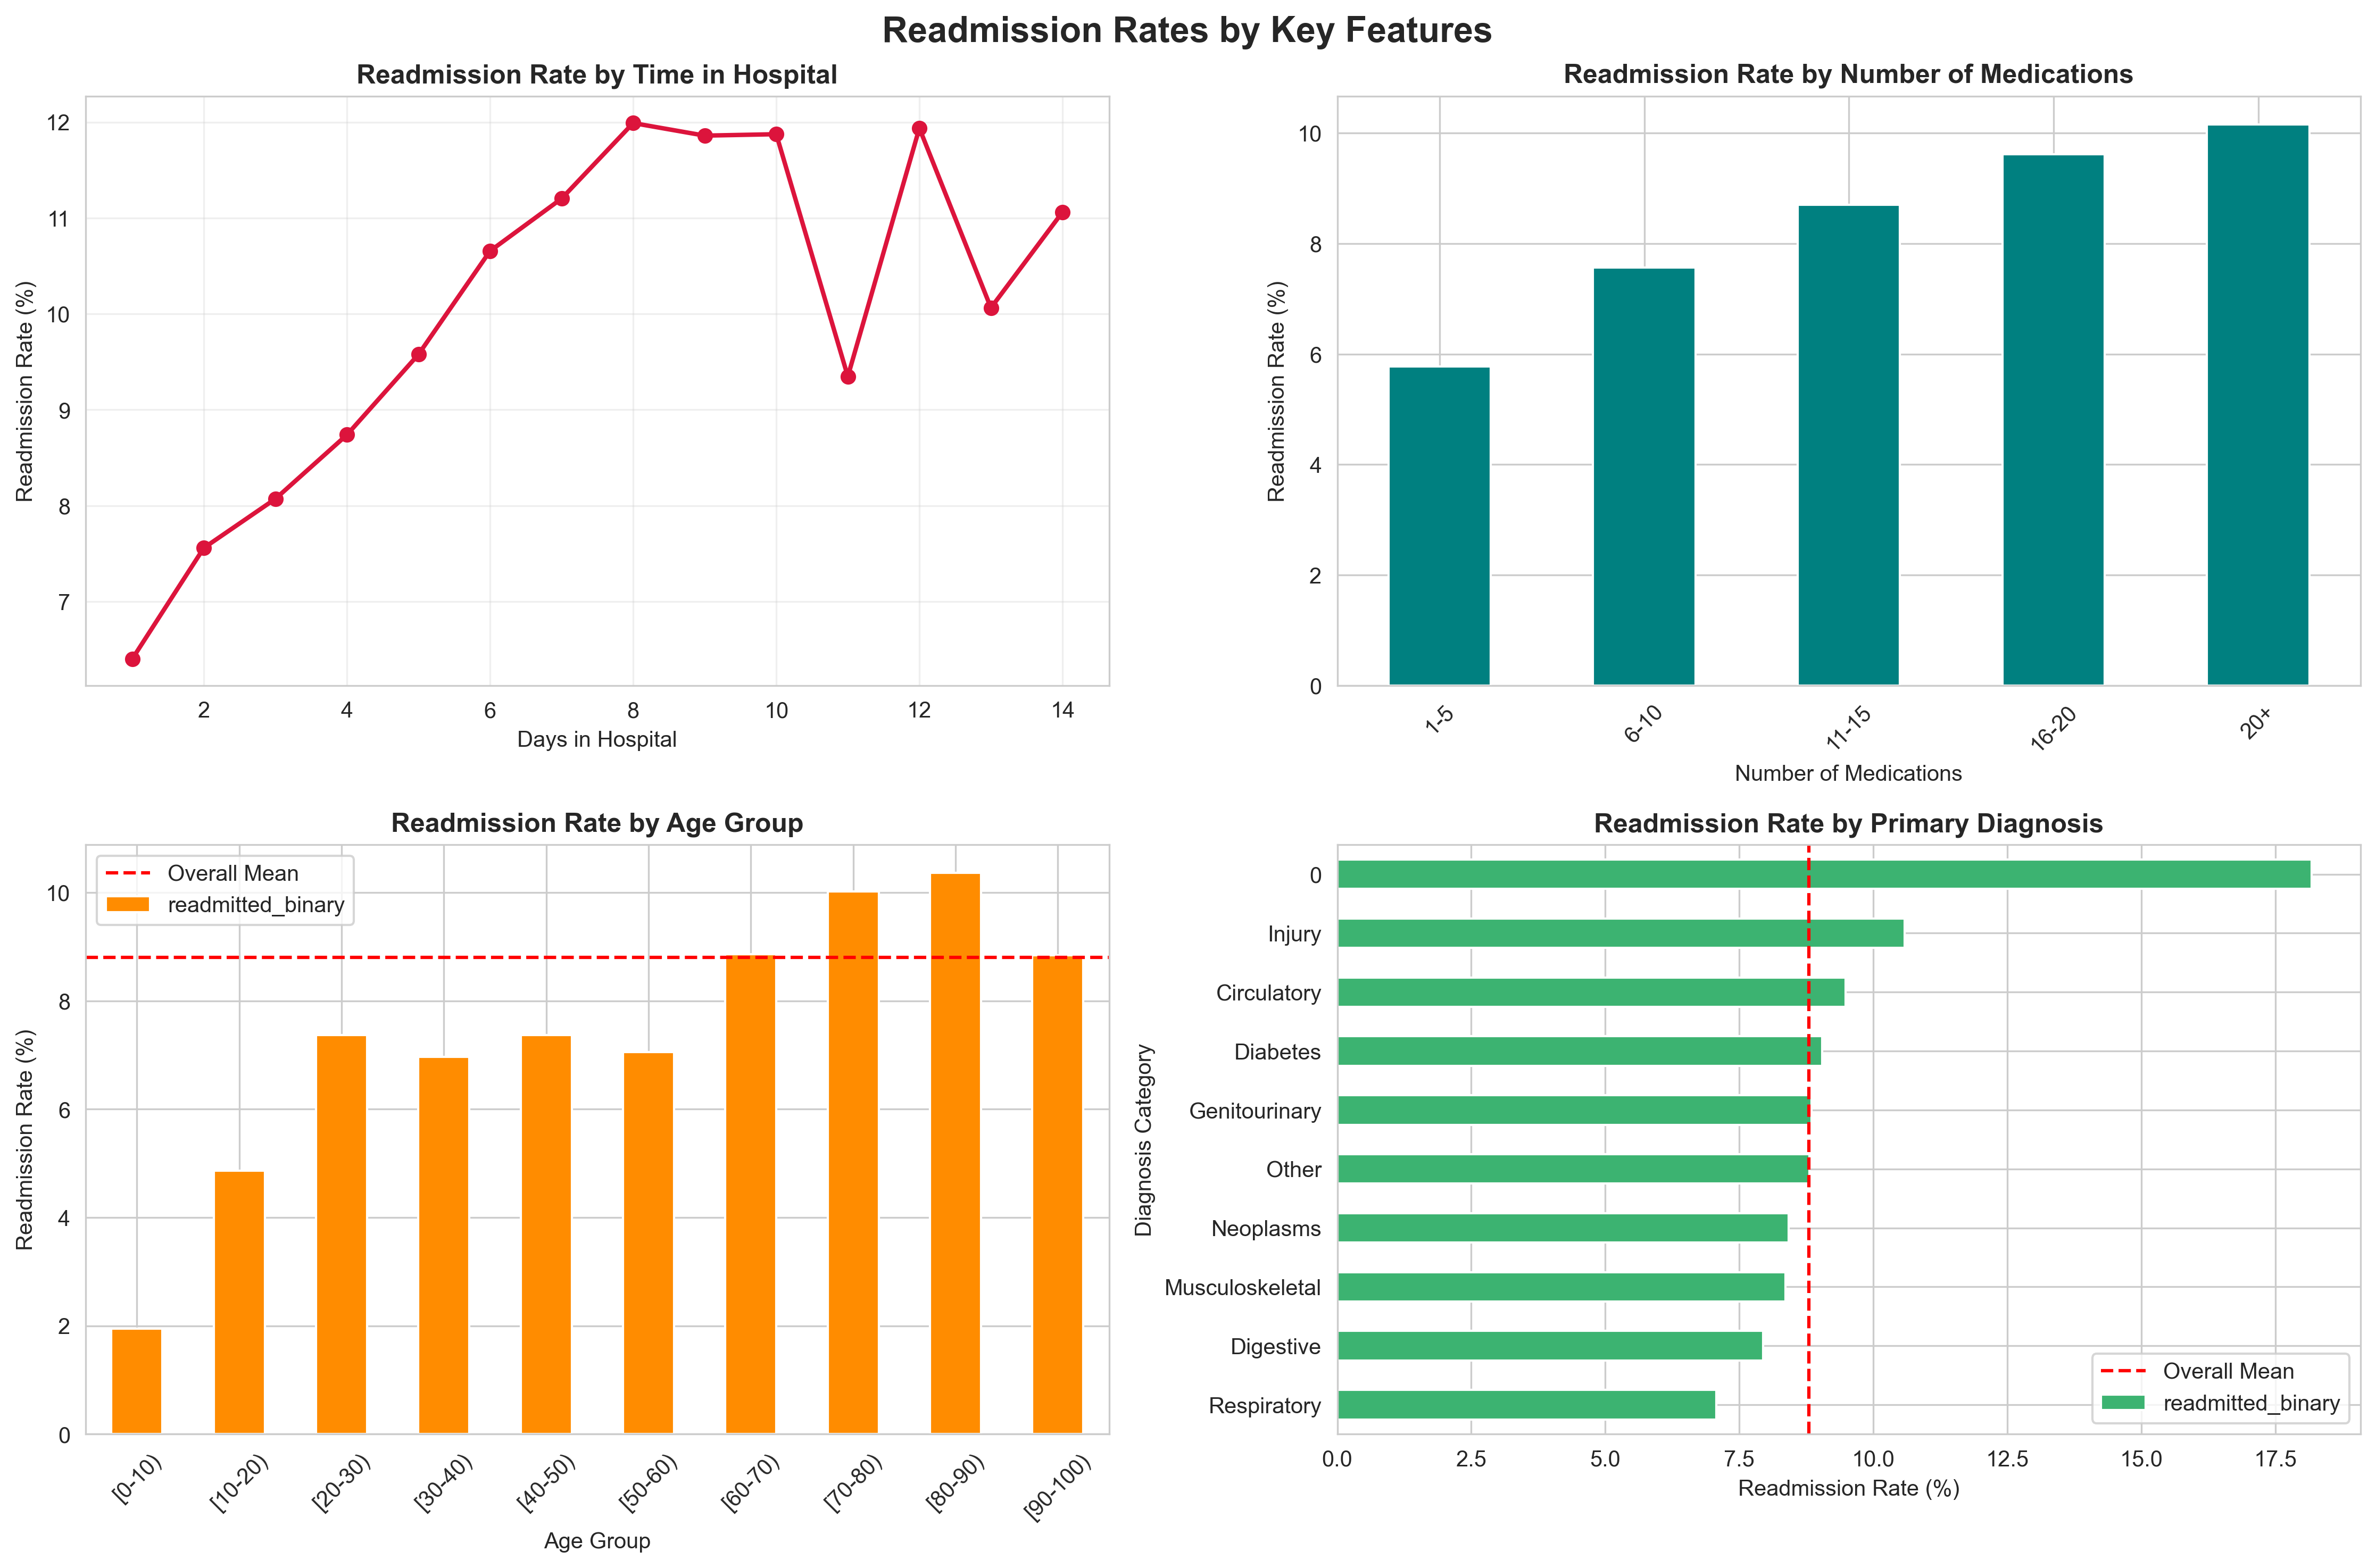 Readmission Rates by Key Features
Readmission Rate by Time in Hospital
Readmission Rate (%)
12
11
10
9
8
7
2 4 6 8 10 12 14
Days in Hospital
Readmission Rate by Number of Medications
Readmission Rate (%)
10
8
6
4
2
0
1-5 6-10 11-15 16-20 20+
Number of Medications
Readmission Rate by Age Group
Overall Mean
readmitted_binary
Readmission Rate (%)
10
8
6
4
2
0
[0-10) [10-20) [20-30) [30-40) [40-50) [50-60) [60-70) [70-80) [80-90) [90-100)
Age Group
Readmission Rate by Primary Diagnosis
Diagnosis Category
0
Injury
Circulatory
Diabetes
Genitourinary
Other
Neoplasms
Musculoskeletal
Digestive
Respiratory
Overall Mean
readmitted_binary
0.0 2.5 5.0 7.5 10.0 12.5 15.0 17.5
Readmission Rate (%)